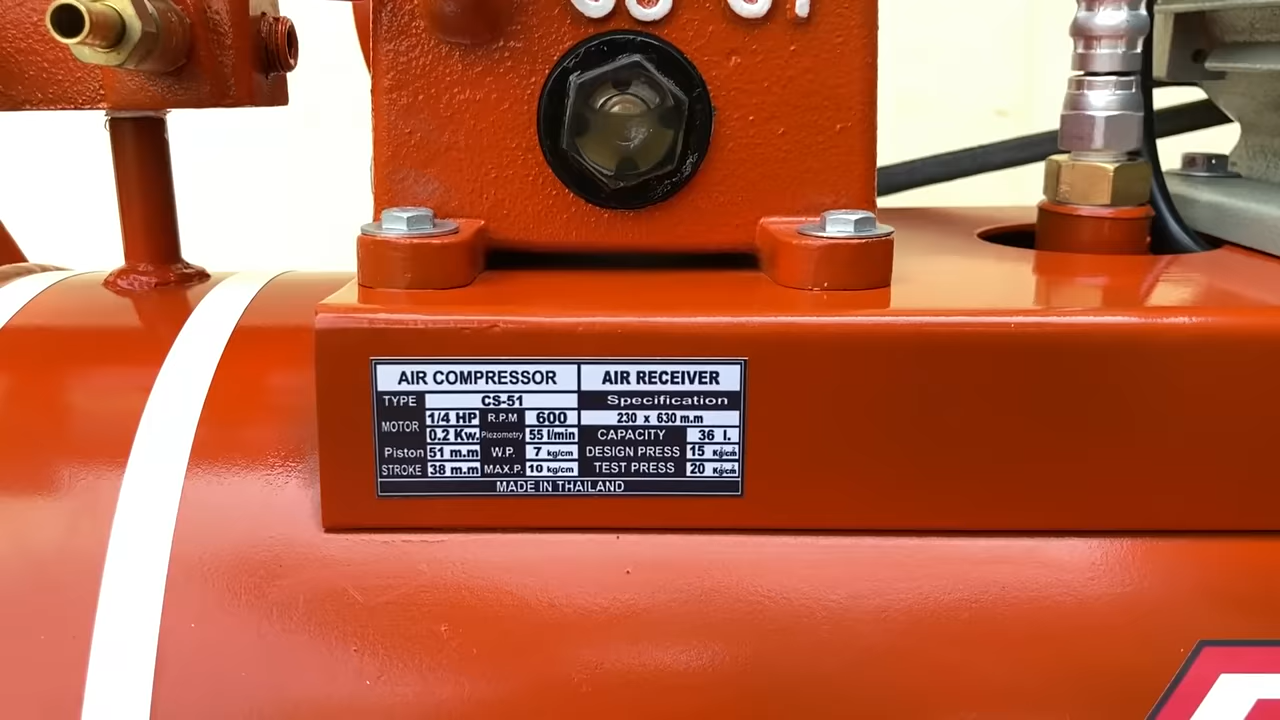 AIR COMPRESSOR AIR RECEIVER
TYPE CS-51 Specification
MOTOR 1/4 HP R.P.M 600 230 x 630 m.m
0.2 Kw. Piezometry 55 l/min CAPACITY 36 l.
Piston 51 m.m W.P. 7 kg/cm DESIGN PRESS 15 Kg/cm²
STROKE 38 m.m MAX.P. 10 kg/cm TEST PRESS 20 Kg/cm²
MADE IN THAILAND